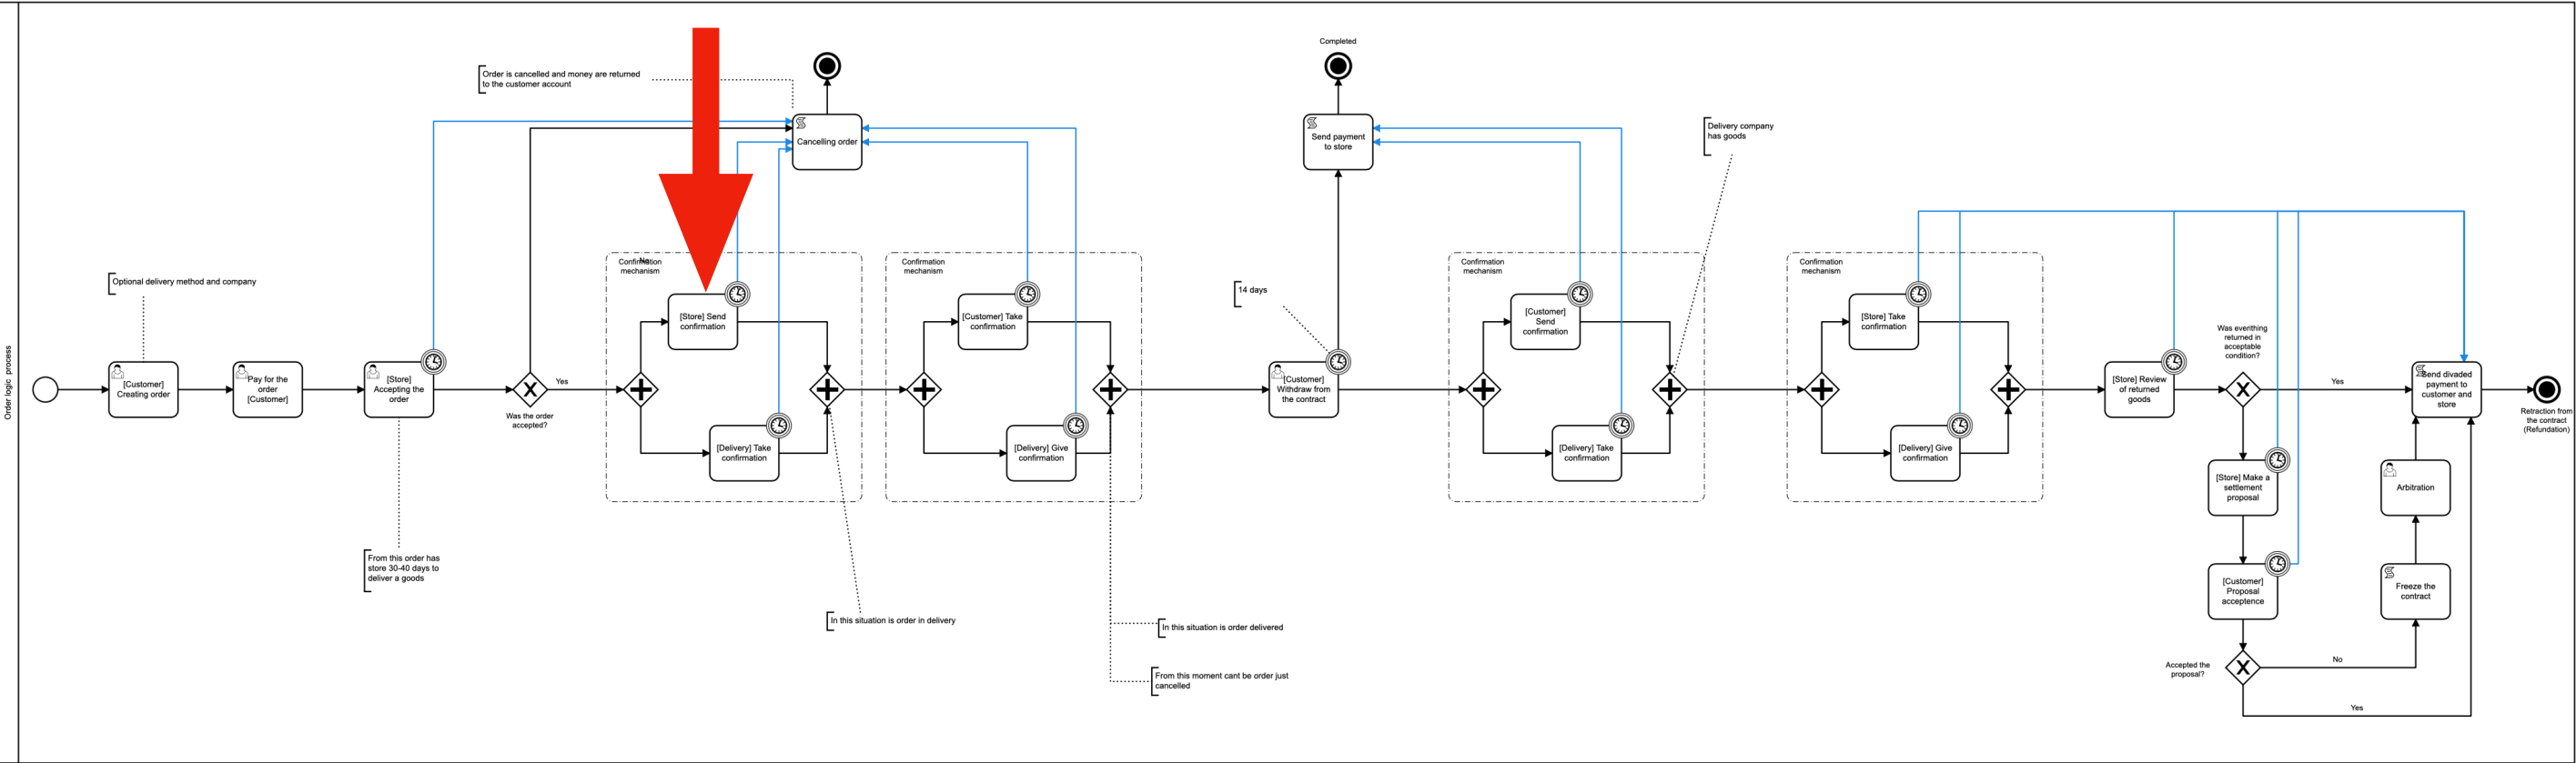 Order logic process
Optional delivery method and company
[Customer]
Creating order
Pay for the
order
[Customer]
[Store]
Accepting the
order
From this order has
store 30-40 days to
deliver a goods
Was the order
accepted?
Yes
No
Order is cancelled and money are returned
to the customer account
Cancelling order
Confirmation
mechanism
[Store] Send
confirmation
[Delivery] Take
confirmation
In this situation is order in delivery
Confirmation
mechanism
[Customer] Take
confirmation
[Delivery] Give
confirmation
In this situation is order delivered
From this moment cant be order just
cancelled
14 days
[Customer]
Withdraw from
the contract
Completed
Send payment
to store
Confirmation
mechanism
[Customer]
Send
confirmation
[Delivery] Take
confirmation
Delivery company
has goods
Confirmation
mechanism
[Store] Take
confirmation
[Delivery] Give
confirmation
[Store] Review
of returned
goods
Was everithing
returned in
acceptable
condition?
Yes
[Store] Make a
settlement
proposal
[Customer]
Proposal
acceptence
Accepted the
proposal?
No
Yes
Freeze the
contract
Arbitration
Send divaded
payment to
customer and
store
Retraction from
the contract
(Refundation)